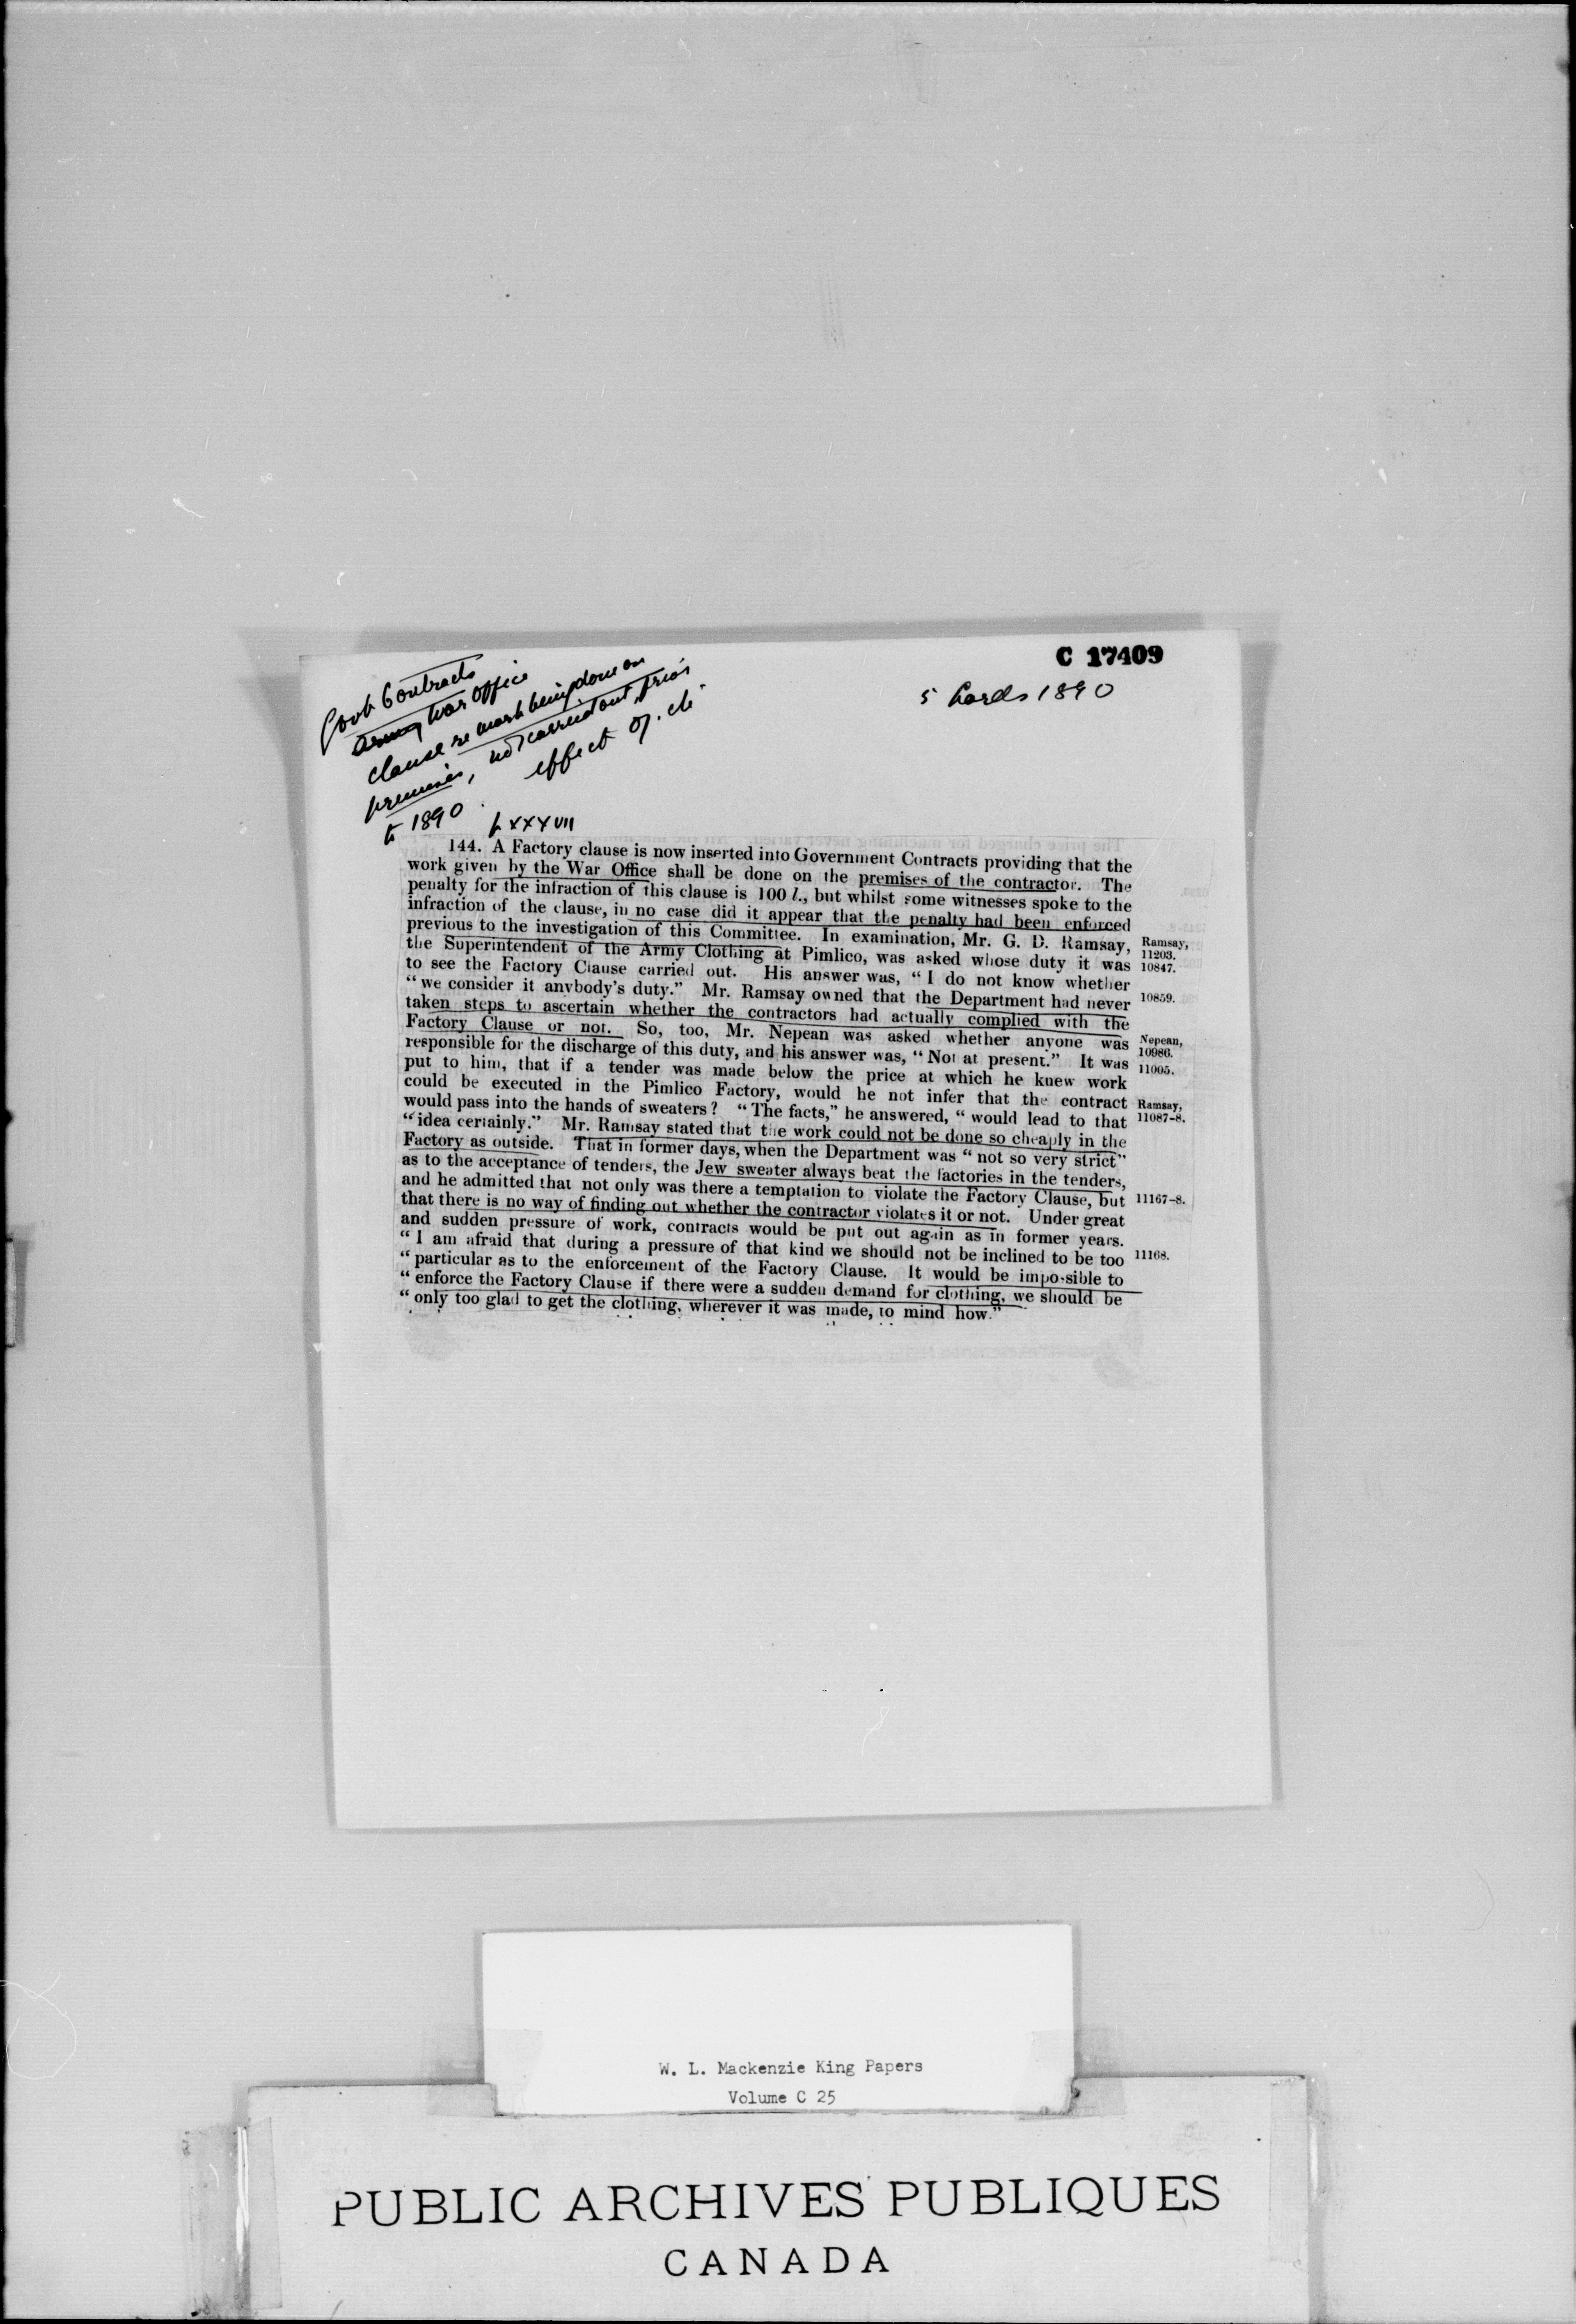 C 17409
5 Lords 1890
Govt Contracts
Army War Office
clause re work being done on
premises, not carried out prior
to 1890. effect of. cl.
p XXXVII
144. A Factory clause is now inserted into Government Contracts providing that the
work given by the War Office shall be done on the premises of the contractor. The
penalty for the infraction of this clause is 100 l., but whilst some witnesses spoke to the
infraction of the clause, in no case did it appear that the penalty had been enforced
previous to the investigation of this Committee. In examination, Mr. G. D. Ramsay,
the Superintendent of the Army Clothing at Pimlico, was asked whose duty it was
to see the Factory Clause carried out. His answer was, “ I do not know whether
“ we consider it anybody's duty.” Mr. Ramsay owned that the Department had never
taken steps to ascertain whether the contractors had actually complied with the
Factory Clause or not. So, too, Mr. Nepean was asked whether anyone was
responsible for the discharge of this duty, and his answer was, “ Not at present.” It was
put to him, that if a tender was made below the price at which he knew work
could be executed in the Pimlico Factory, would he not infer that the contract
would pass into the hands of sweaters ? “ The facts,” he answered, “ would lead to that
“ idea certainly.” Mr. Ramsay stated that the work could not be done so cheaply in the
Factory as outside. That in former days, when the Department was “ not so very strict”
as to the acceptance of tenders, the Jew sweater always beat the factories in the tenders,
and he admitted that not only was there a temptation to violate the Factory Clause, but
that there is no way of finding out whether the contractor violates it or not. Under great
and sudden pressure of work, contracts would be put out again as in former years.
“ I am afraid that during a pressure of that kind we should not be inclined to be too
“ particular as to the enforcement of the Factory Clause. It would be impossible to
“ enforce the Factory Clause if there were a sudden demand for clothing, we should be
“ only too glad to get the clothing, wherever it was made, to mind how.”
Ramsay,
11203.
10847.
10859.
Nepean,
10986.
11005.
Ramsay,
11087-8.
11167-8.
11168.
W. L. Mackenzie King Papers
Volume C 25
PUBLIC ARCHIVES PUBLIQUES
CANADA